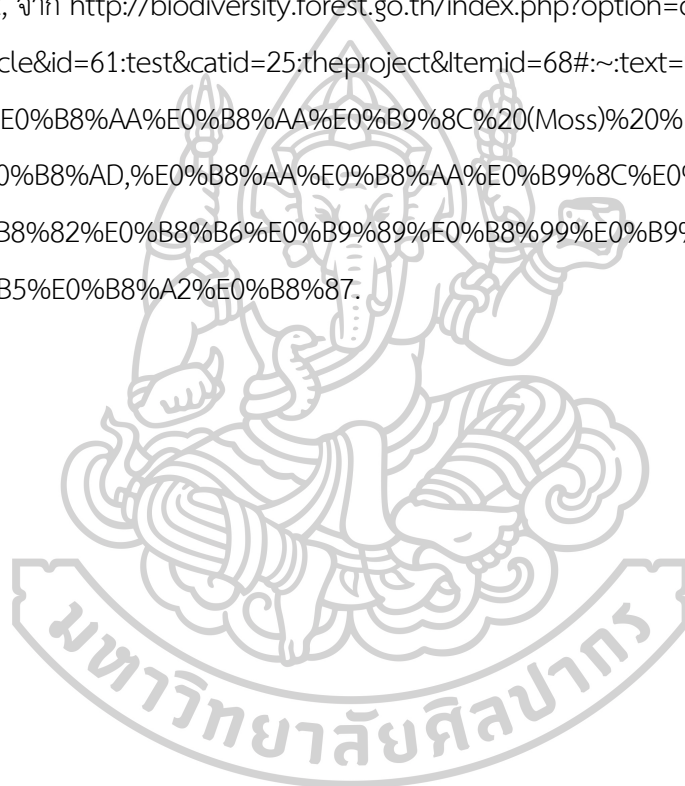 , จาก http://biodiversity.forest.go.th/index.php?option=c
cle&id=61:test&catid=25:theproject&Itemid=68#:~:text=
E0%B8%AA%E0%B8%AA%E0%B9%8C%20(Moss)%20%
0%B8%AD,%E0%B8%AA%E0%B8%AA%E0%B9%8C%E0%
B8%82%E0%B8%B6%E0%B9%89%E0%B8%99%E0%B9%
B5%E0%B8%A2%E0%B8%87.
มหาวิทยาลัยศิลปากร